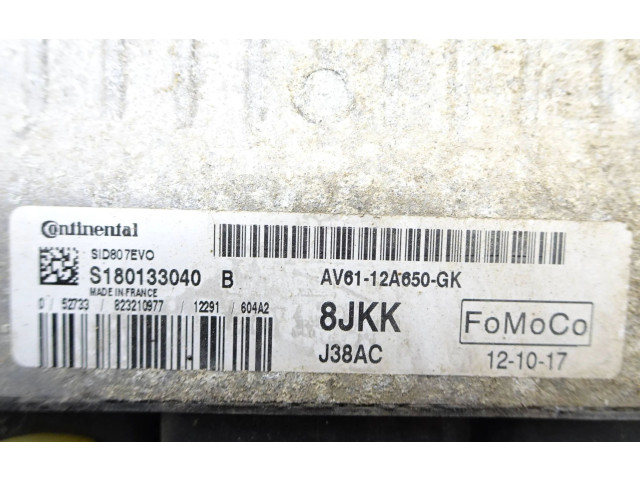 Continental
SID807EVO
S180133040 B
MADE IN FRANCE
0 / 52733 / 823210977 / 12291 / 604A2
AV61-12A650-GK
8JKK
J38AC
FoMoCo
12-10-17